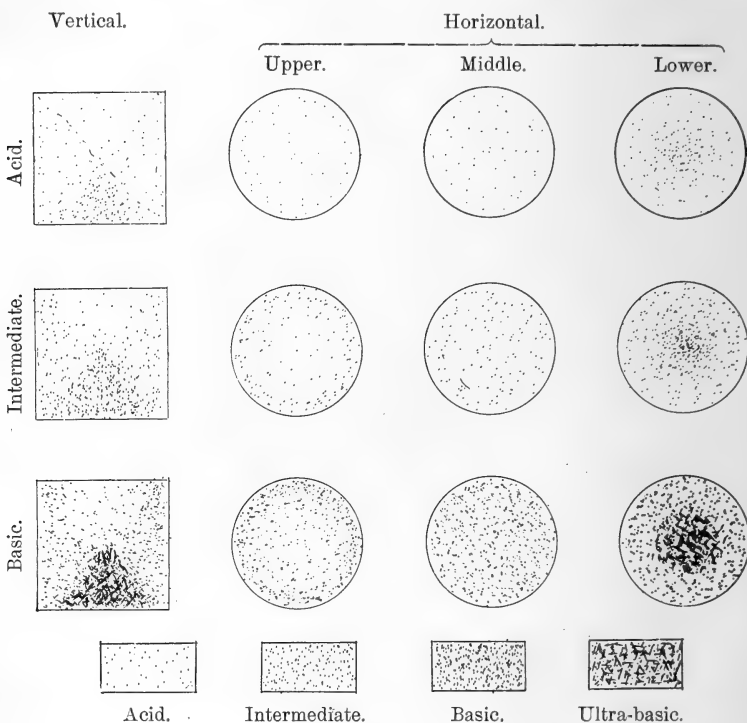 Vertical.
Horizontal.
Upper.
Middle.
Lower.
Acid.
Intermediate.
Basic.
Acid.
Intermediate.
Basic.
Ultra-basic.